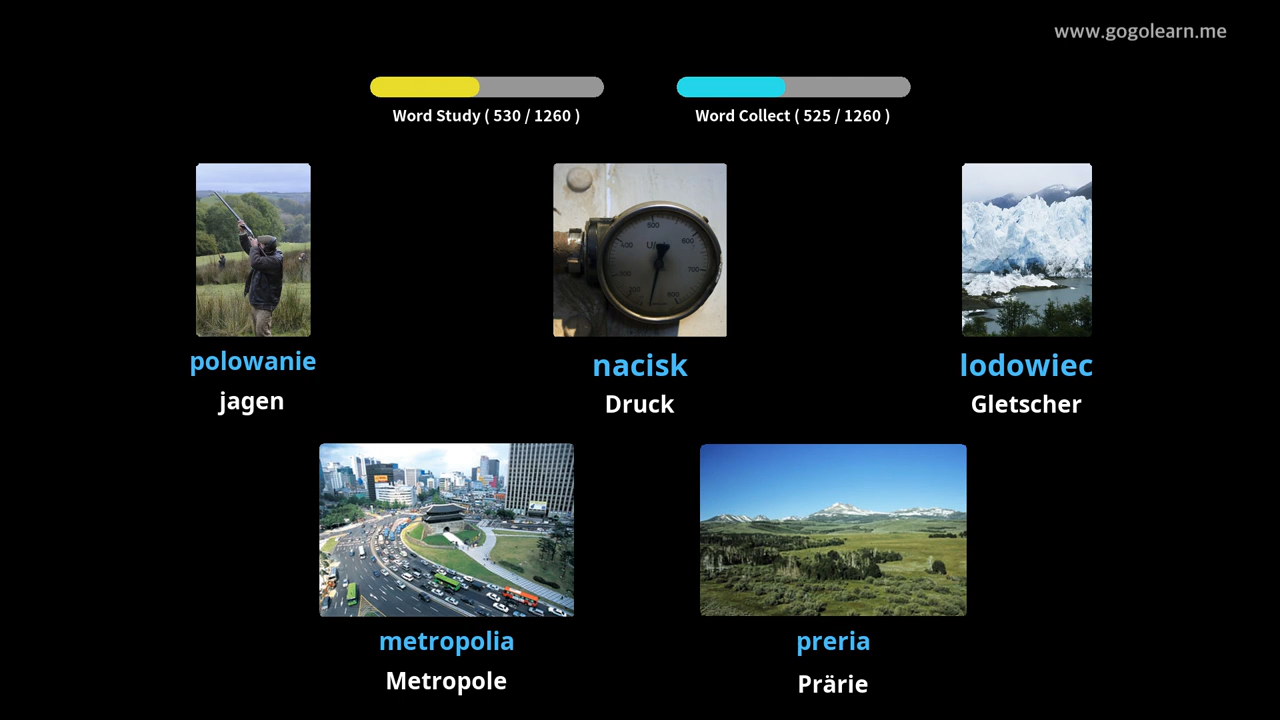 www.gogolearn.me
Word Study ( 530 / 1260 )
Word Collect ( 525 / 1260 )
polowanie
jagen
nacisk
Druck
lodowiec
Gletscher
metropolia
Metropole
preria
Prärie